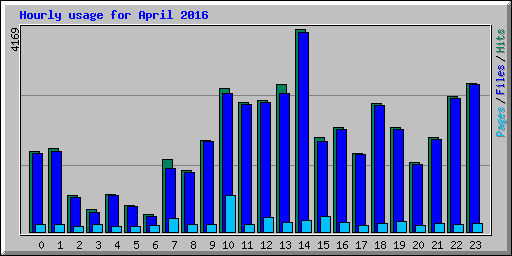 Hourly usage for April 2016
4169
Pages / Files / Hits
0 1 2 3 4 5 6 7 8 9 10 11 12 13 14 15 16 17 18 19 20 21 22 23